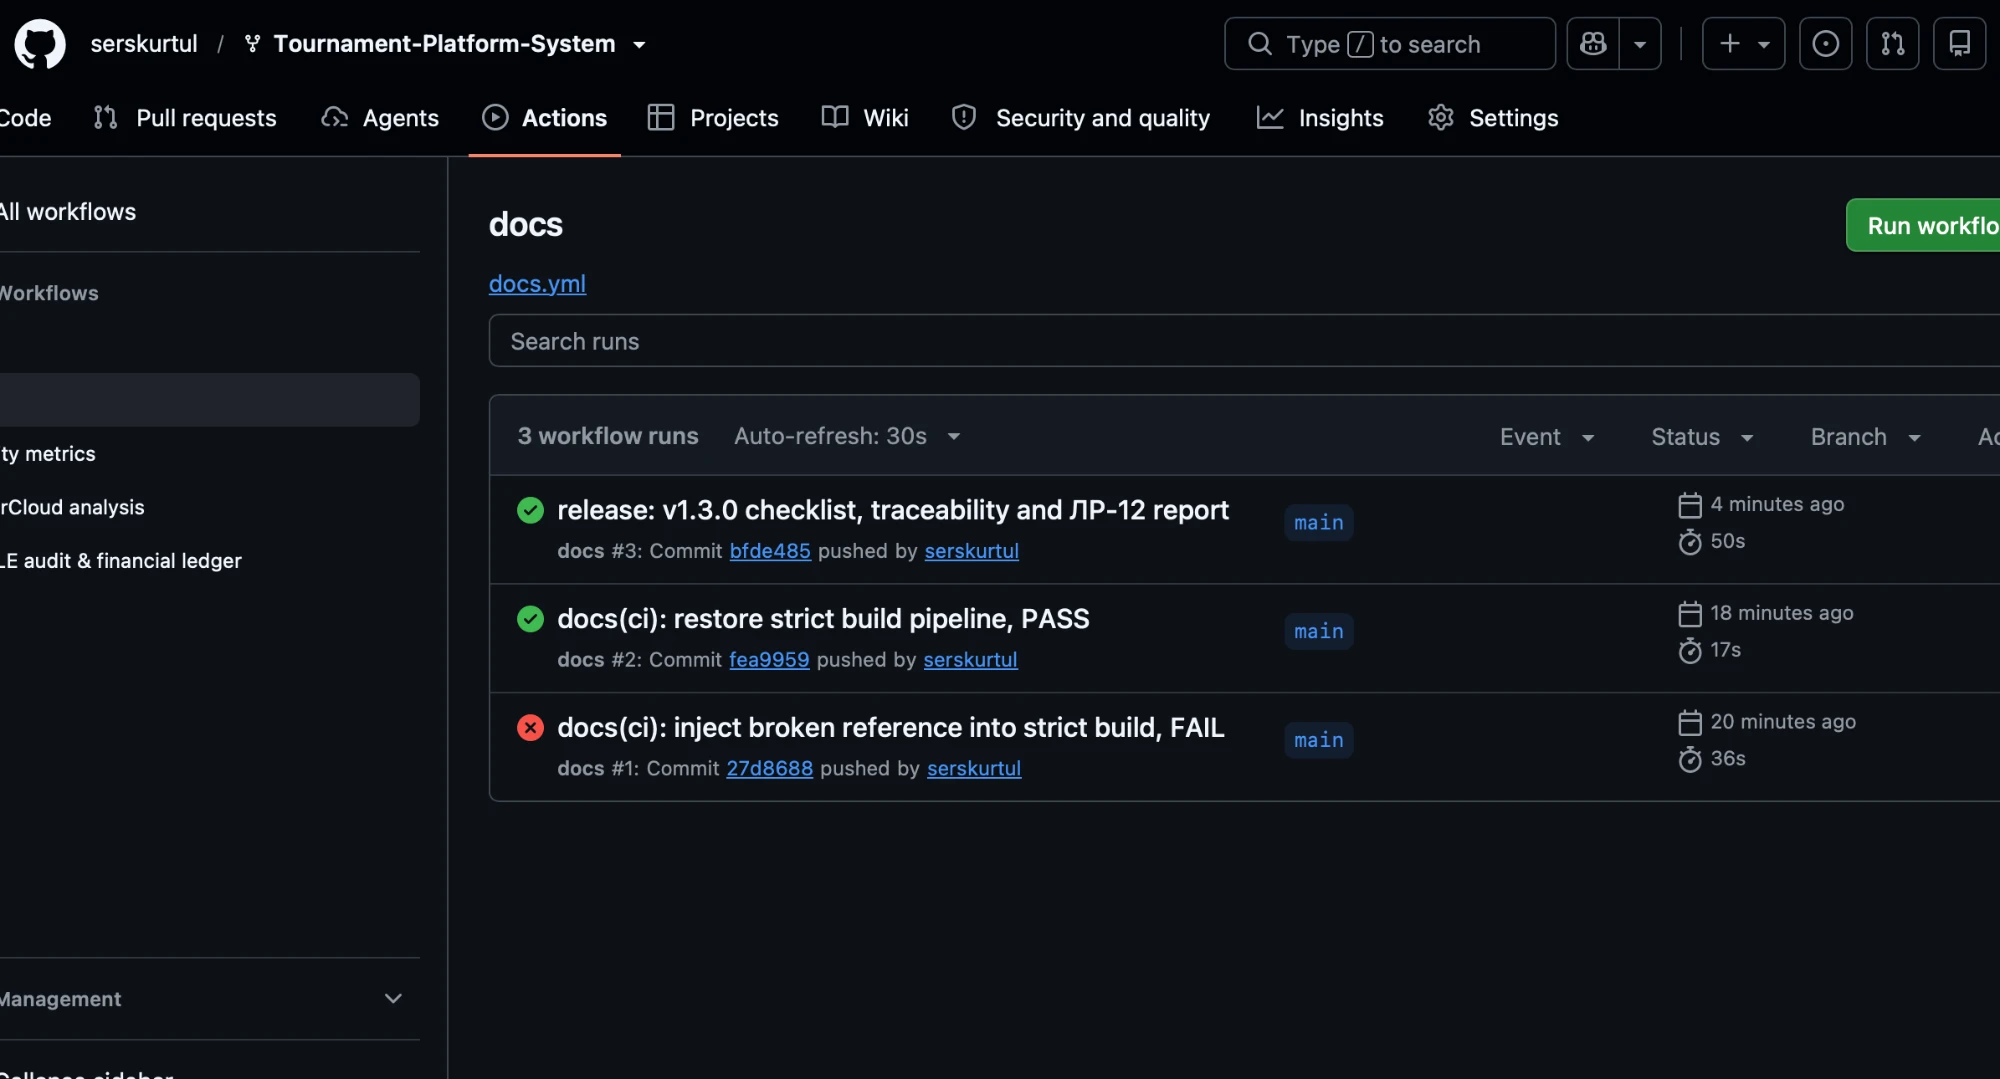 serskurtul / Tournament-Platform-System
Type / to search
Code
Pull requests
Agents
Actions
Projects
Wiki
Security and quality
Insights
Settings
All workflows
Workflows
ty metrics
rCloud analysis
LE audit & financial ledger
Management
Collapse sidebar
docs
Run workflo
docs.yml
Search runs
3 workflow runs
Auto-refresh: 30s
Event
Status
Branch
Ac
release: v1.3.0 checklist, traceability and ЛР-12 report
main
4 minutes ago
docs #3: Commit bfde485 pushed by serskurtul
50s
docs(ci): restore strict build pipeline, PASS
main
18 minutes ago
docs #2: Commit fea9959 pushed by serskurtul
17s
docs(ci): inject broken reference into strict build, FAIL
main
20 minutes ago
docs #1: Commit 27d8688 pushed by serskurtul
36s